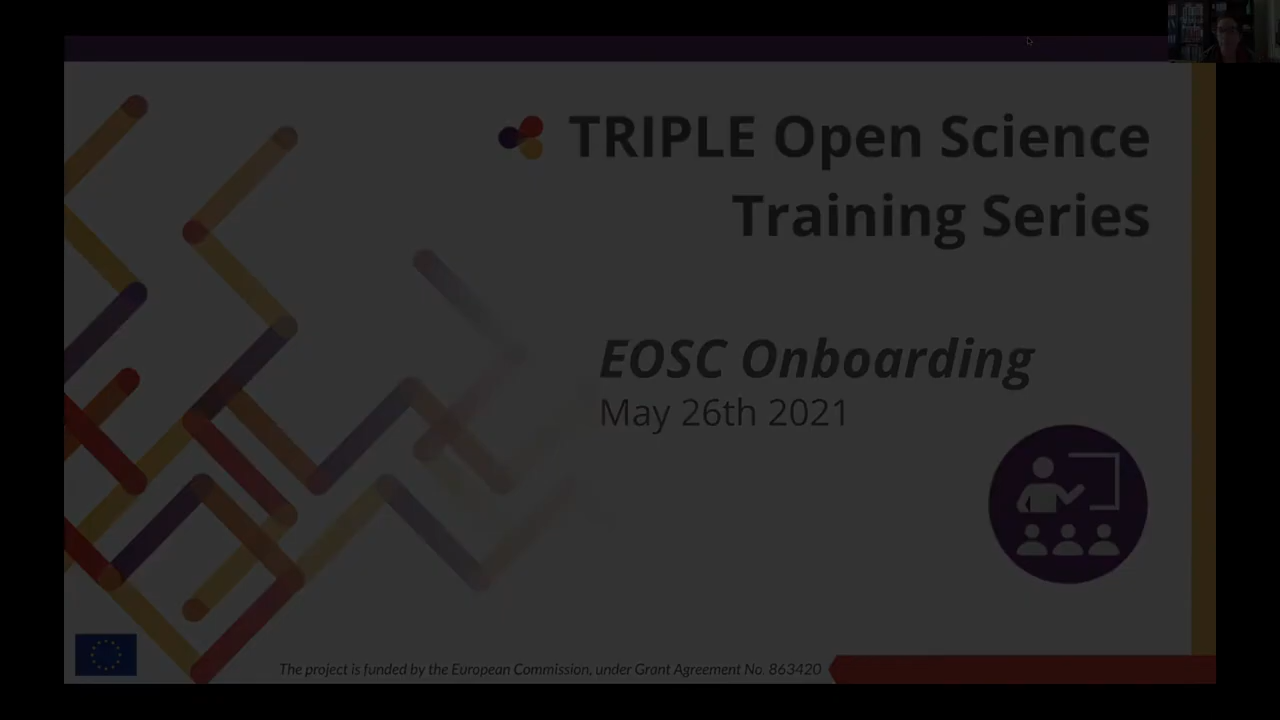 TRIPLE Open Science
Training Series
EOSC Onboarding
May 26th 2021
The project is funded by the European Commission, under Grant Agreement No. 863420